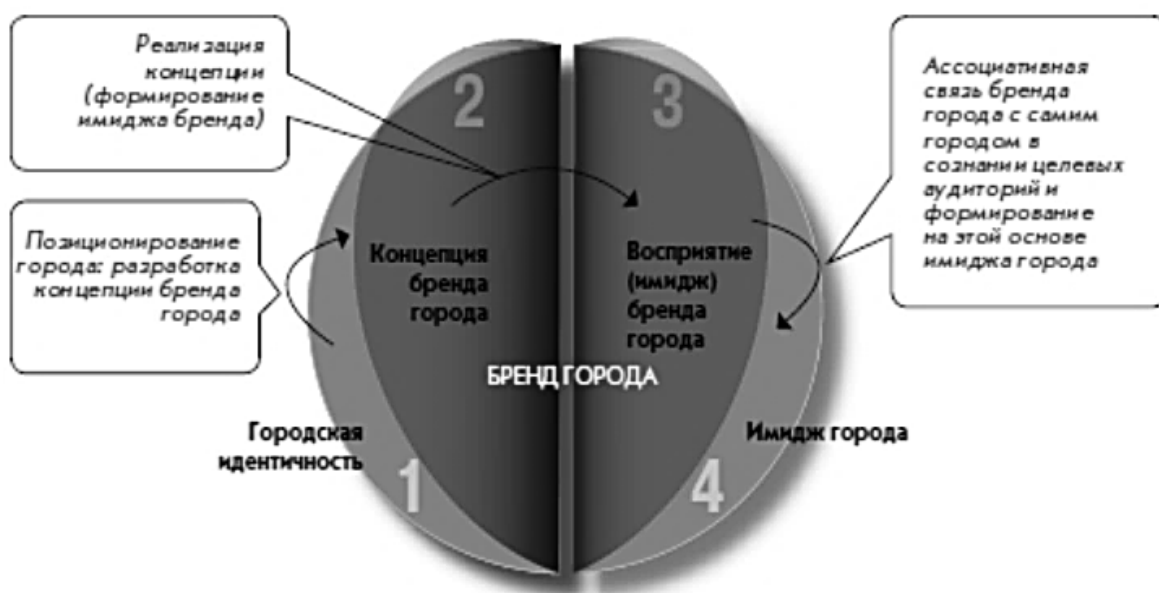 Реализация
концепции
(формирование
имиджа бренда)
2
3
Ассоциативная
связь бренда
города с самим
городом в
сознании целевых
аудиторий и
формирование
на этой основе
имиджа города
Позиционирование
города: разработка
концепции бренда
города
Концепция
бренда
города
Восприятие
(имидж)
бренда
города
БРЕНД ГОРОДА
Городская
идентичность
Имидж города
1
4